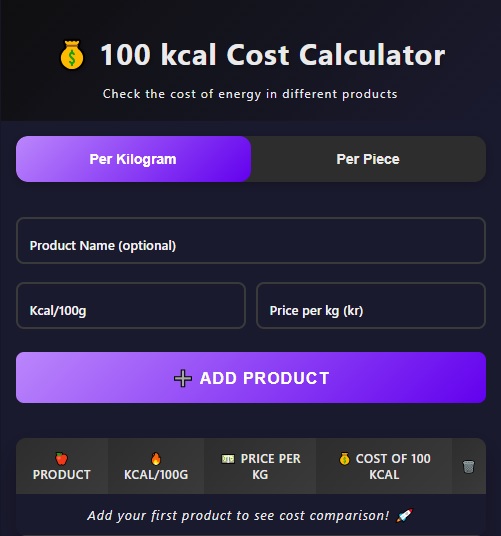 100 kcal Cost Calculator
Check the cost of energy in different products
Per Kilogram
Per Piece
Product Name (optional)
Kcal/100g
Price per kg (kr)
ADD PRODUCT
PRODUCT
KCAL/100G
PRICE PER
KG
COST OF 100
KCAL
Add your first product to see cost comparison!